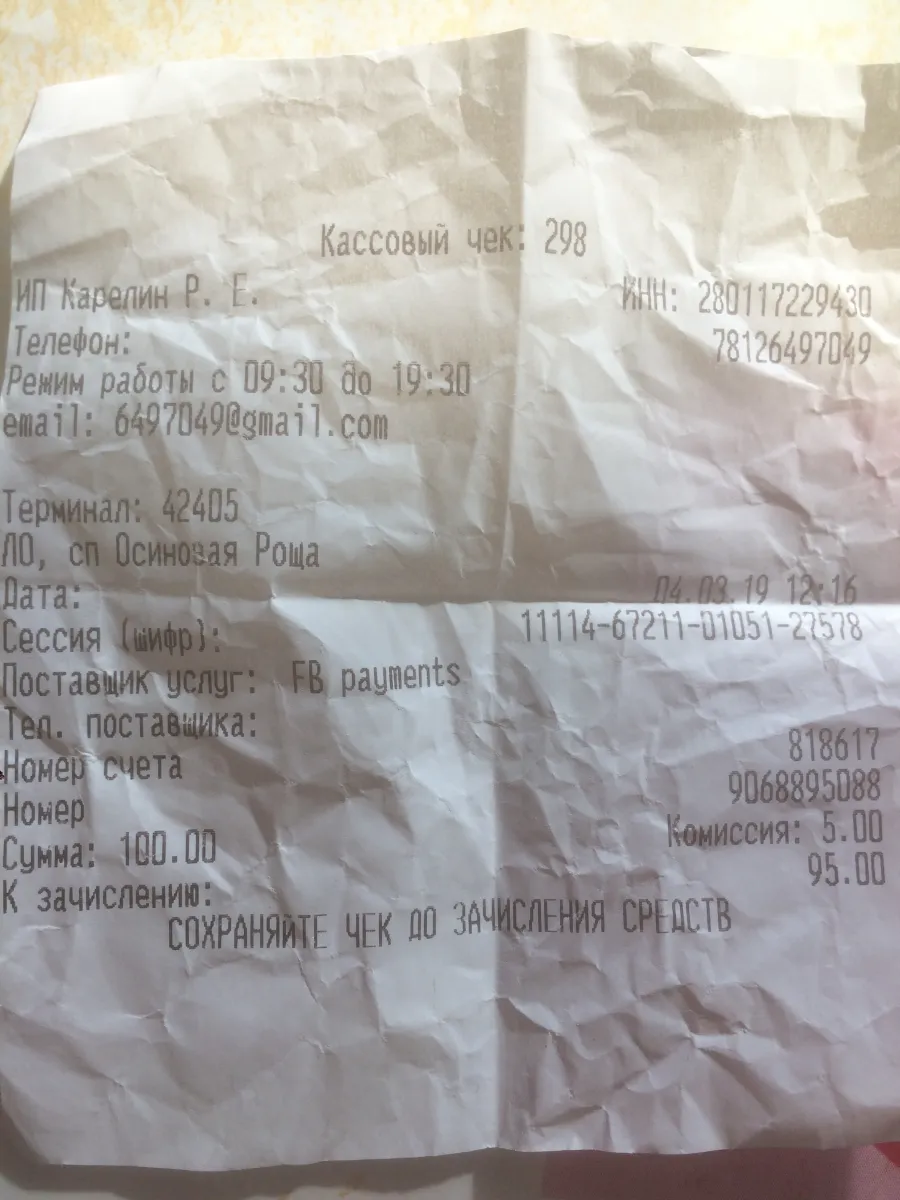 Кассовый чек: 298
ИП Карелин Р. Е. ИНН: 280117229430
Телефон: 78126497049
Режим работы с 09:30 до 19:30
email: 6497049@gmail.com
Терминал: 42405
ЛО, сп Осиновая Роща
Дата: 04.03.19 12:16
Сессия (шифр): 11114-67211-01051-27578
Поставщик услуг: FB payments
Тел. поставщика:
Номер счета 818617
Номер 9068895088
Сумма: 100.00 Комиссия: 5.00
К зачислению: 95.00
СОХРАНЯЙТЕ ЧЕК ДО ЗАЧИСЛЕНИЯ СРЕДСТВ